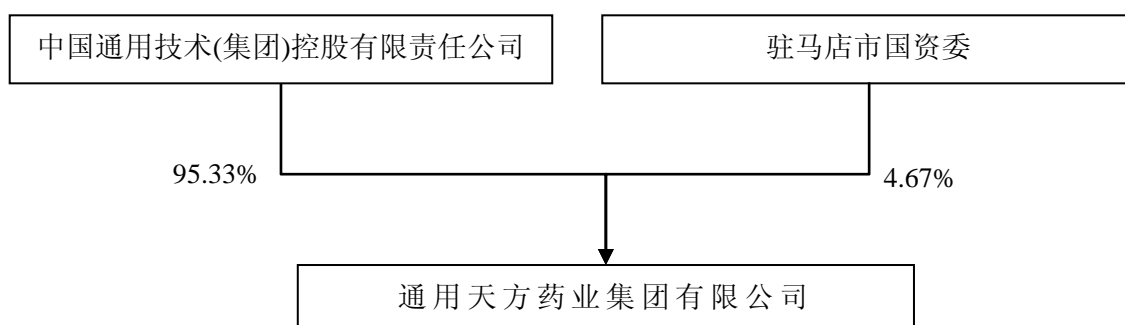 中国通用技术(集团)控股有限责任公司
驻马店市国资委
95.33%
4.67%
通用天方药业集团有限公司